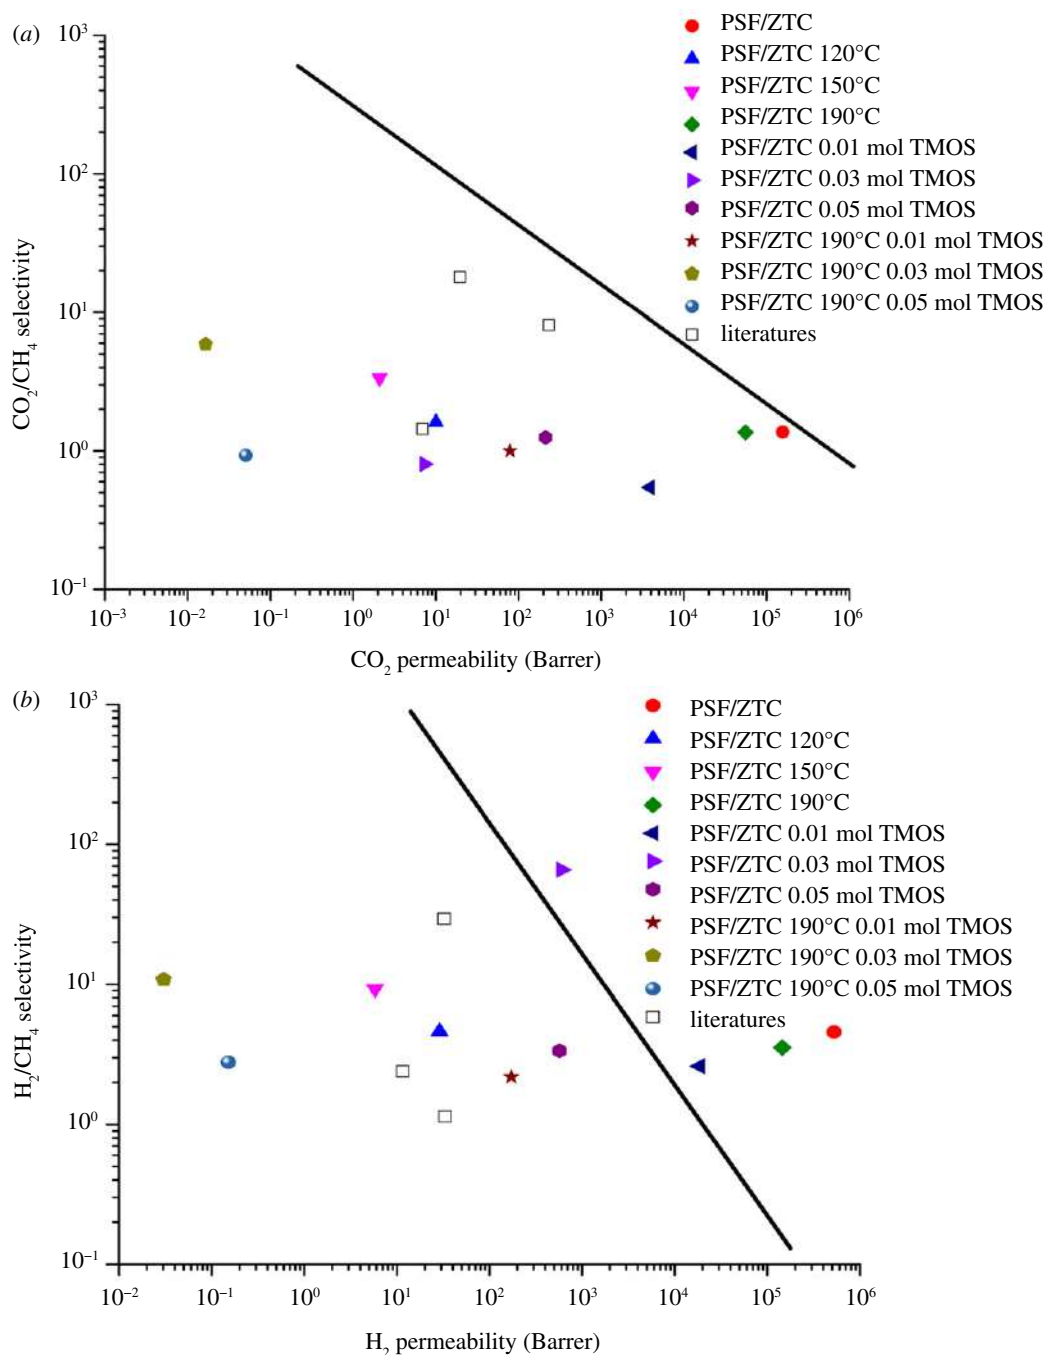 (a)
10³
10²
10¹
10⁰
10⁻¹
CO₂/CH₄ selectivity
PSF/ZTC
PSF/ZTC 120°C
PSF/ZTC 150°C
PSF/ZTC 190°C
PSF/ZTC 0.01 mol TMOS
PSF/ZTC 0.03 mol TMOS
PSF/ZTC 0.05 mol TMOS
PSF/ZTC 190°C 0.01 mol TMOS
PSF/ZTC 190°C 0.03 mol TMOS
PSF/ZTC 190°C 0.05 mol TMOS
literatures
10⁻³ 10⁻² 10⁻¹ 10⁰ 10¹ 10² 10³ 10⁴ 10⁵ 10⁶
CO₂ permeability (Barrer)
(b)
10³
10²
10¹
10⁰
10⁻¹
H₂/CH₄ selectivity
PSF/ZTC
PSF/ZTC 120°C
PSF/ZTC 150°C
PSF/ZTC 190°C
PSF/ZTC 0.01 mol TMOS
PSF/ZTC 0.03 mol TMOS
PSF/ZTC 0.05 mol TMOS
PSF/ZTC 190°C 0.01 mol TMOS
PSF/ZTC 190°C 0.03 mol TMOS
PSF/ZTC 190°C 0.05 mol TMOS
literatures
10⁻² 10⁻¹ 10⁰ 10¹ 10² 10³ 10⁴ 10⁵ 10⁶
H₂ permeability (Barrer)